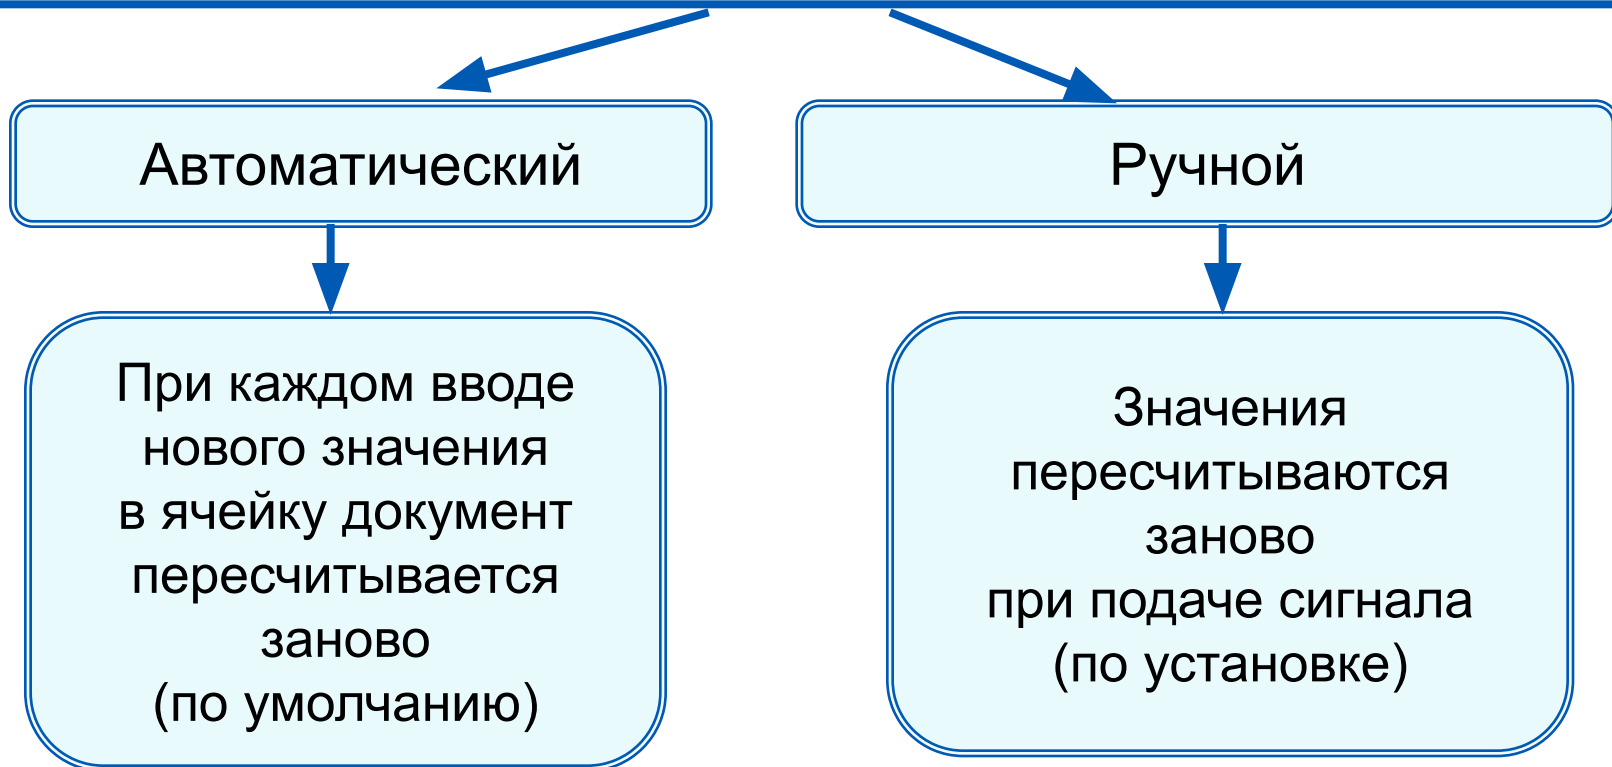 Автоматический
Ручной
При каждом вводе
нового значения
в ячейку документ
пересчитывается
заново
(по умолчанию)
Значения
пересчитываются
заново
при подаче сигнала
(по установке)